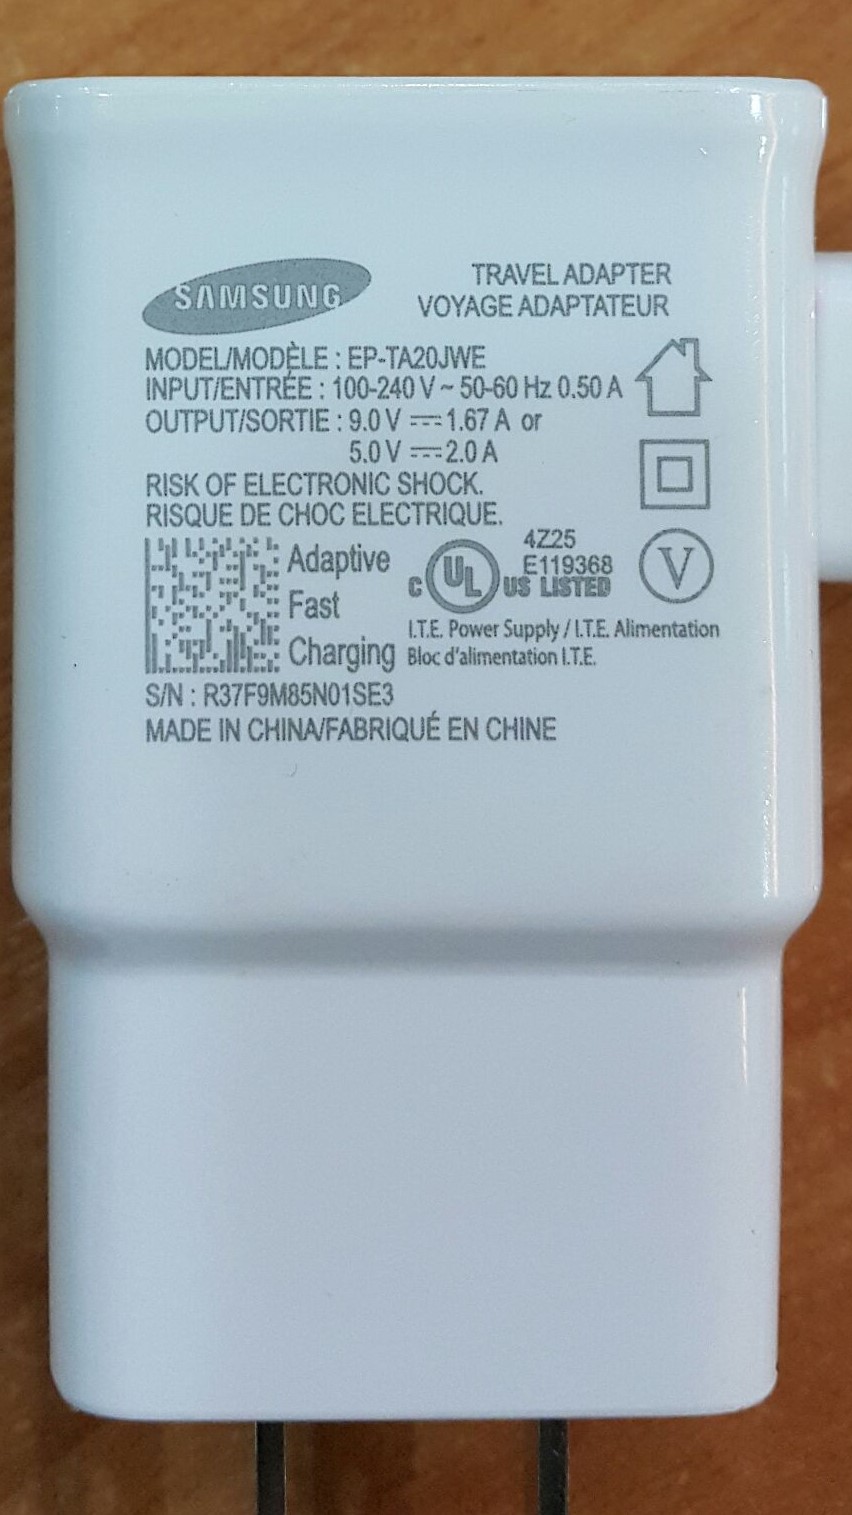 SAMSUNG
TRAVEL ADAPTER
VOYAGE ADAPTATEUR
MODEL/MODÈLE : EP-TA20JWE
INPUT/ENTRÉE : 100-240 V ~ 50-60 Hz 0.50 A
OUTPUT/SORTIE : 9.0 V ⎓ 1.67 A or
5.0 V ⎓ 2.0 A
RISK OF ELECTRONIC SHOCK.
RISQUE DE CHOC ELECTRIQUE.
Adaptive
Fast
Charging
4Z25
E119368
C UL US LISTED
I.T.E. Power Supply / I.T.E. Alimentation
Bloc d'alimentation I.T.E.
V
S/N : R37F9M85N01SE3
MADE IN CHINA/FABRIQUÉ EN CHINE